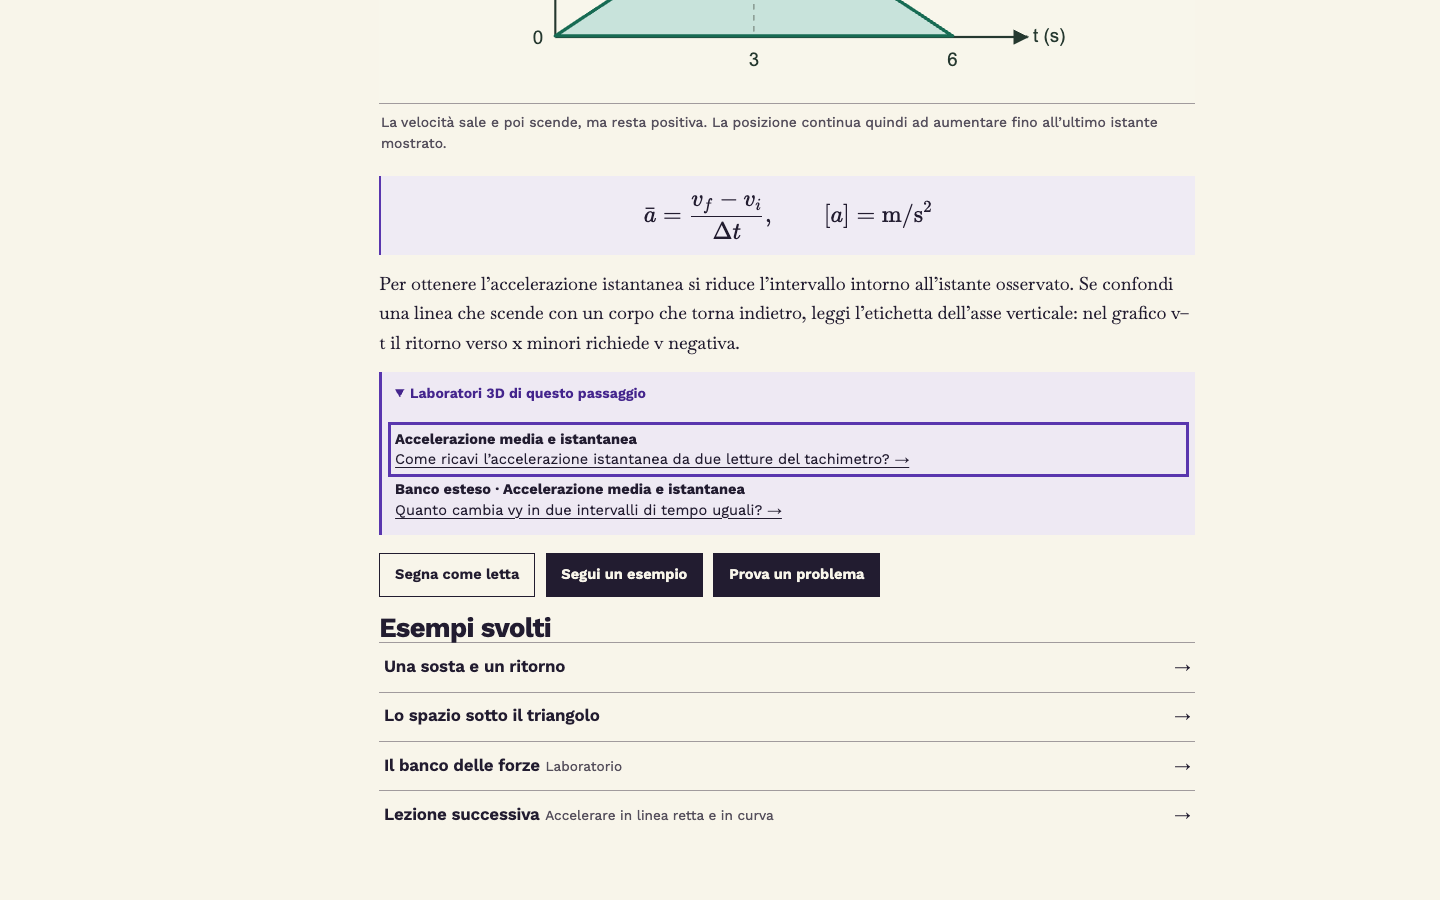 0
t (s)
3
6
La velocità sale e poi scende, ma resta positiva. La posizione continua quindi ad aumentare fino all’ultimo istante
mostrato.
ā = (v_f − v_i)/Δt,  [a] = m/s²
Per ottenere l’accelerazione istantanea si riduce l’intervallo intorno all’istante osservato. Se confondi
una linea che scende con un corpo che torna indietro, leggi l’etichetta dell’asse verticale: nel grafico v–
t il ritorno verso x minori richiede v negativa.
▼ Laboratori 3D di questo passaggio
Accelerazione media e istantanea
Come ricavi l’accelerazione istantanea da due letture del tachimetro? →
Banco esteso · Accelerazione media e istantanea
Quanto cambia vy in due intervalli di tempo uguali? →
Segna come letta
Segui un esempio
Prova un problema
Esempi svolti
Una sosta e un ritorno →
Lo spazio sotto il triangolo →
Il banco delle forze Laboratorio →
Lezione successiva Accelerare in linea retta e in curva →